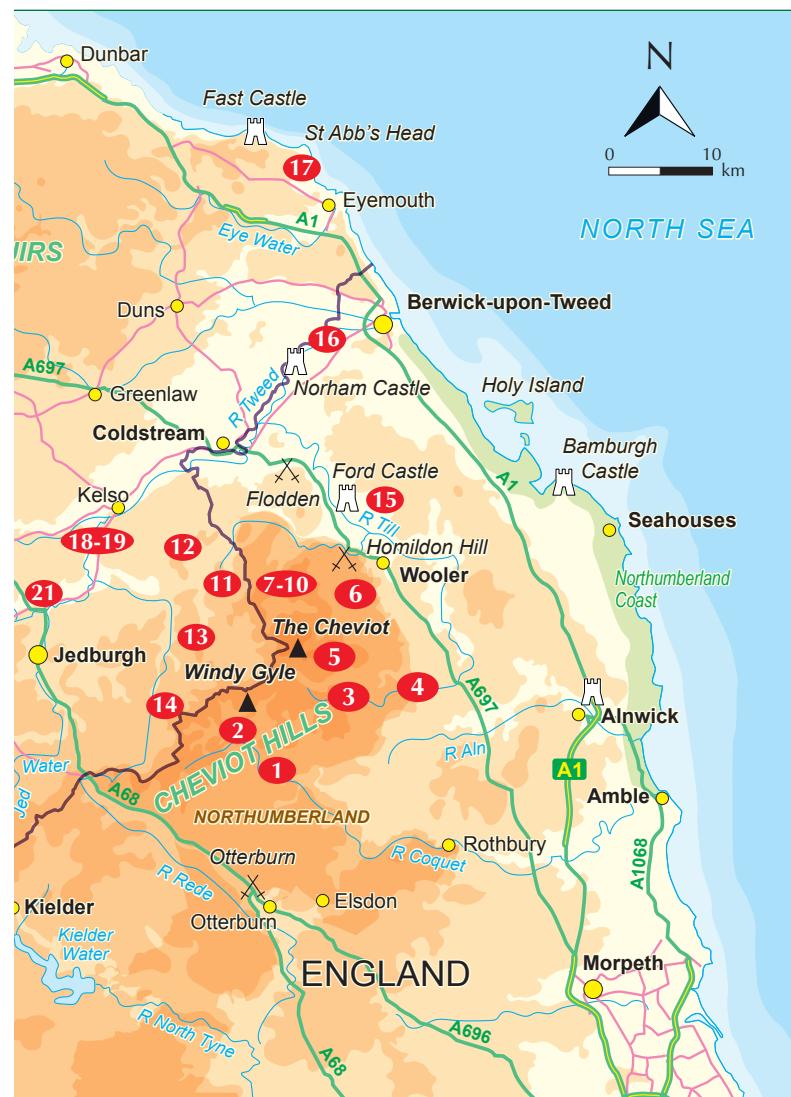 Dunbar
N
Fast Castle
St Abb's Head
0 10
km
17
Eyemouth
A1
Eye Water
NORTH SEA
UIRS
Duns
Berwick-upon-Tweed
16
A697
Norham Castle
Holy Island
Greenlaw
R Tweed
Coldstream
Bamburgh
Castle
Ford Castle
A1
Flodden
15
Kelso
R Till
Seahouses
18-19
12
Homildon Hill
Wooler
Northumberland
Coast
11
7-10
6
21
The Cheviot
13
Jedburgh
5
Windy Gyle
4
3
14
A697
2
Alnwick
CHEVIOT HILLS
R Aln
Water
1
A1
Jed
A68
Amble
NORTHUMBERLAND
Rothbury
R Coquet
A1068
Otterburn
R Rede
Elsdon
Kielder
Otterburn
Kielder
Water
ENGLAND
Morpeth
R North Tyne
A696
A68